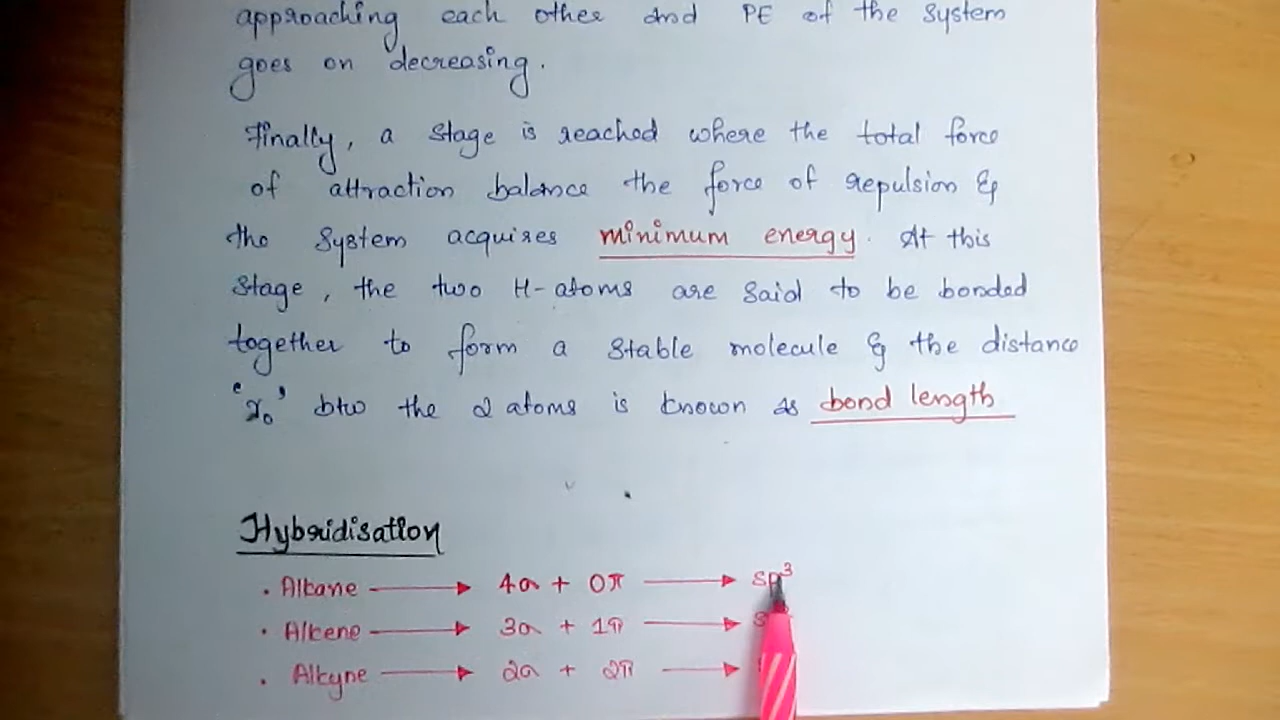 approaching each other and PE of the system
goes on decreasing.
Finally, a stage is reached where the total force
of attraction balance the force of repulsion &
the system acquires minimum energy. At this
stage, the two H-atoms are said to be bonded
together to form a stable molecule & the distance
'r₀' btw the 2 atoms is known as bond length
Hybridisation
. Alkane → 4σ + 0π → sp³
. Alkene → 3σ + 1π →
. Alkyne → 2σ + 2π →